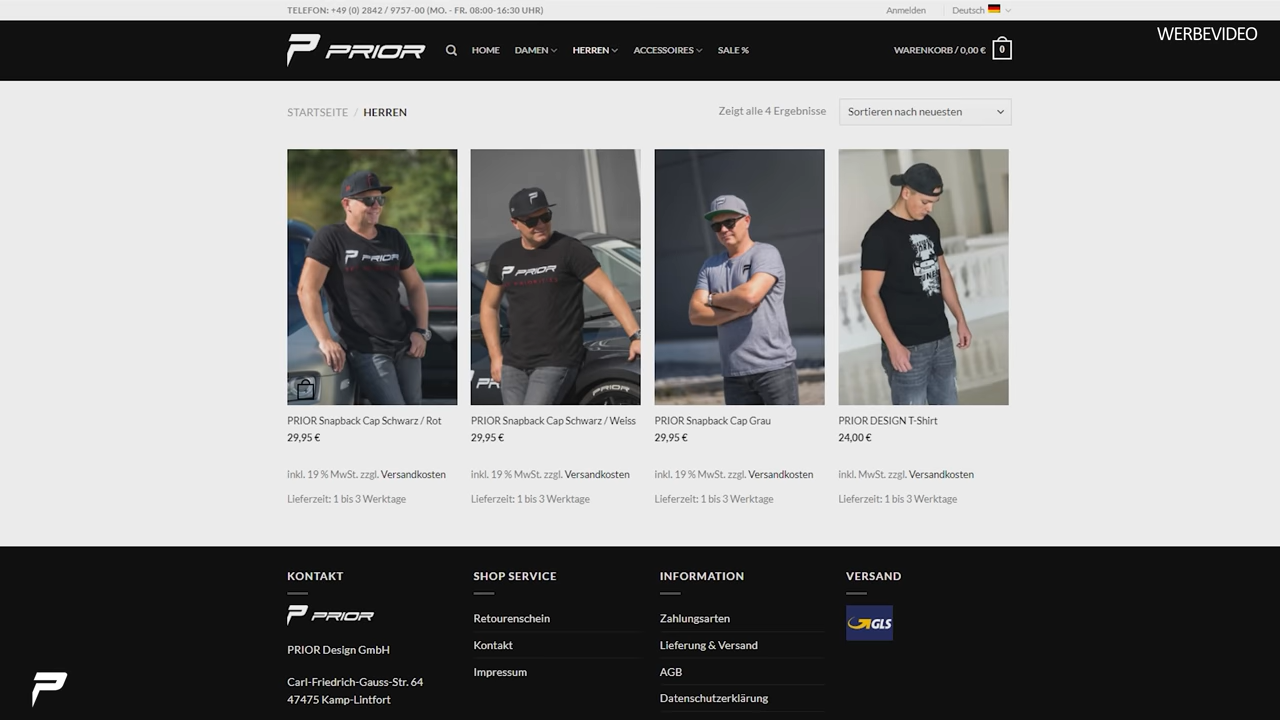 TELEFON: +49 (0) 2842 / 9757-00 (MO. - FR. 08:00-16:30 UHR)
Anmelden
Deutsch
WERBEVIDEO
PRIOR
HOME
DAMEN
HERREN
ACCESSOIRES
SALE %
WARENKORB / 0,00 €
0
STARTSEITE / HERREN
Zeigt alle 4 Ergebnisse
Sortieren nach neuesten
PRIOR
PRIOR
PRIOR
PRIOR Snapback Cap Schwarz / Rot
29,95 €
inkl. 19 % MwSt. zzgl. Versandkosten
Lieferzeit: 1 bis 3 Werktage
PRIOR Snapback Cap Schwarz / Weiss
29,95 €
inkl. 19 % MwSt. zzgl. Versandkosten
Lieferzeit: 1 bis 3 Werktage
PRIOR Snapback Cap Grau
29,95 €
inkl. 19 % MwSt. zzgl. Versandkosten
Lieferzeit: 1 bis 3 Werktage
PRIOR DESIGN T-Shirt
24,00 €
inkl. MwSt. zzgl. Versandkosten
Lieferzeit: 1 bis 3 Werktage
KONTAKT
PRIOR
PRIOR Design GmbH
Carl-Friedrich-Gauss-Str. 64
47475 Kamp-Lintfort
SHOP SERVICE
Retourenschein
Kontakt
Impressum
INFORMATION
Zahlungsarten
Lieferung & Versand
AGB
Datenschutzerklärung
VERSAND
GLS